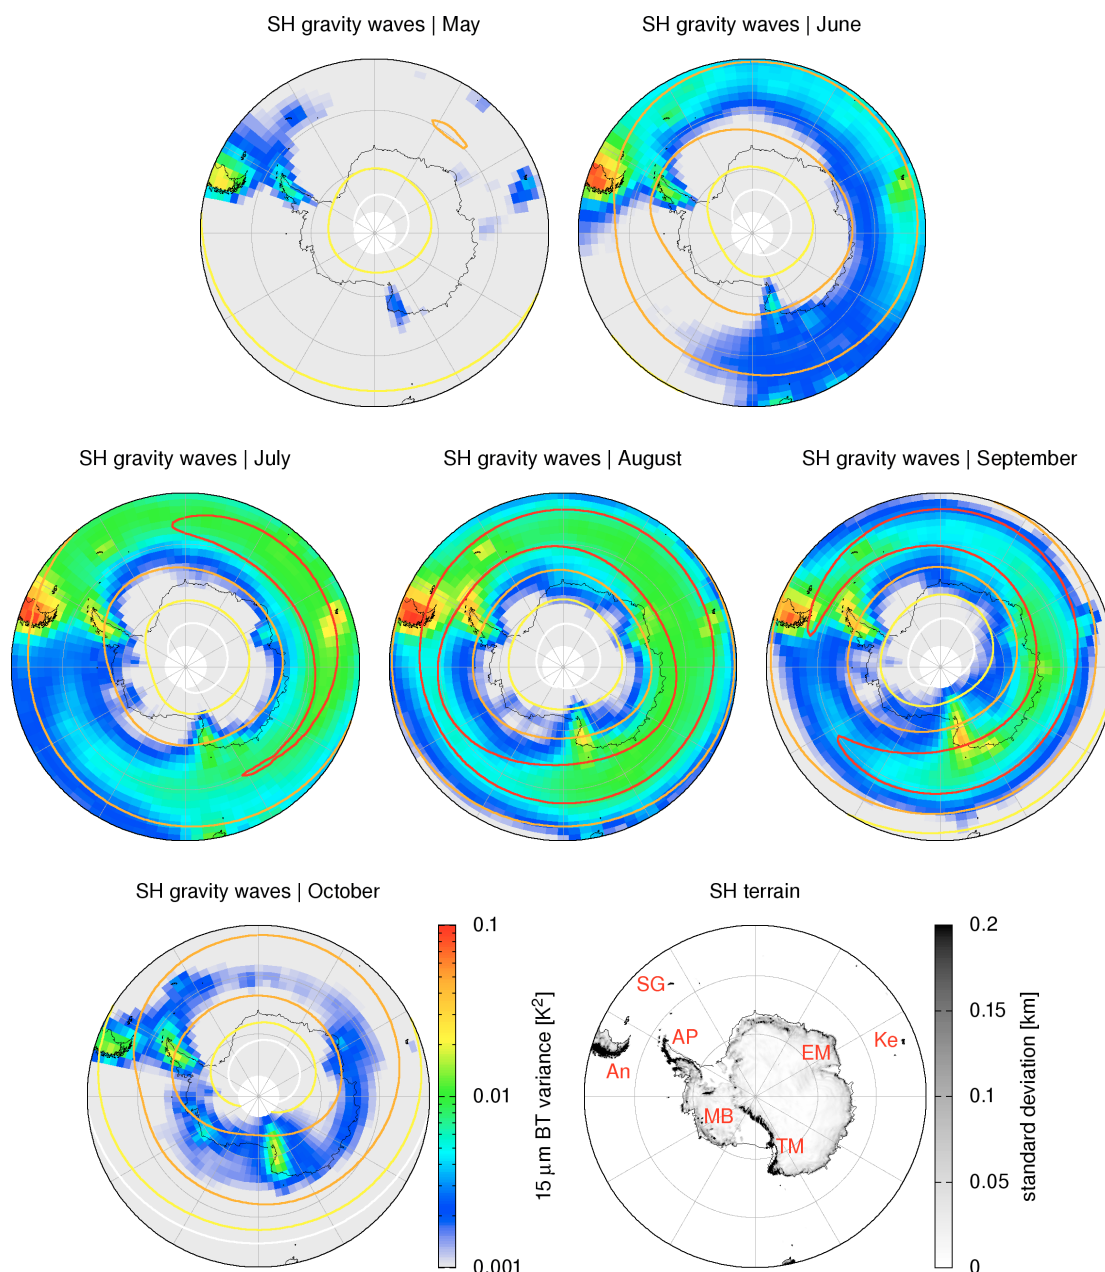 SH gravity waves | May
SH gravity waves | June
SH gravity waves | July
SH gravity waves | August
SH gravity waves | September
SH gravity waves | October
0.1
0.01
0.001
15 μm BT variance [K²]
SH terrain
SG
AP
An
EM
Ke
MB
TM
0.2
0.15
0.1
0.05
0
standard deviation [km]